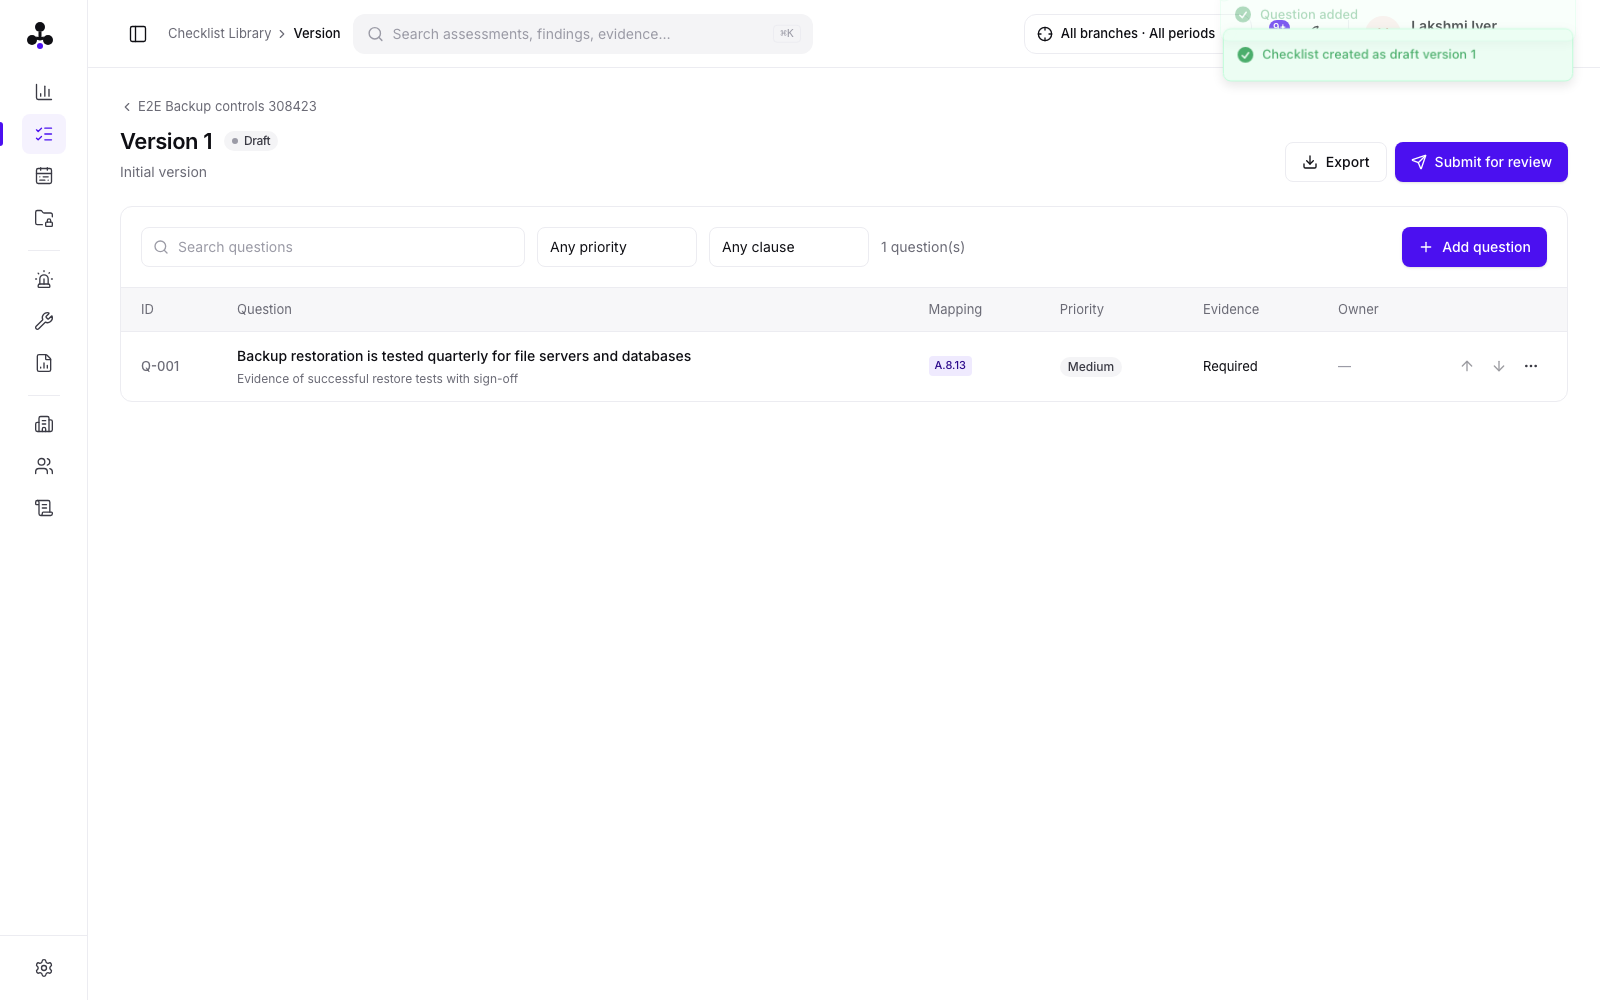 Checklist Library > Version
Search assessments, findings, evidence...
⌘K
All branches · All periods
9+
Lakshmi Iyer
Question added
Checklist created as draft version 1
E2E Backup controls 308423
Version 1
Draft
Initial version
Export
Submit for review
Search questions
Any priority
Any clause
1 question(s)
Add question
ID
Question
Mapping
Priority
Evidence
Owner
Q-001
Backup restoration is tested quarterly for file servers and databases
Evidence of successful restore tests with sign-off
A.8.13
Medium
Required
—